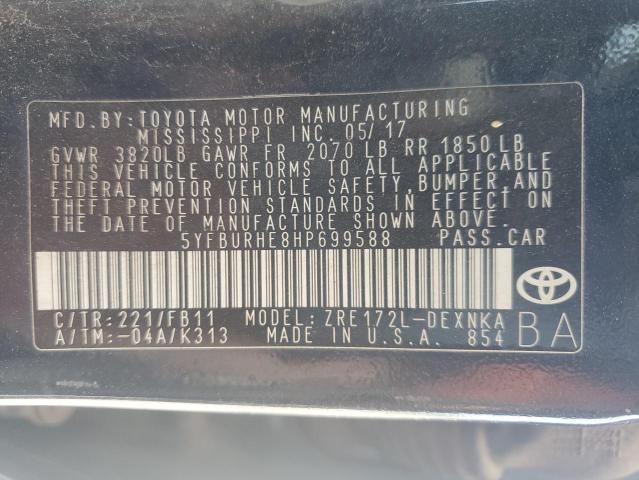 MFD.BY:TOYOTA MOTOR MANUFACTURING
MISSISSIPPI INC. 05/17
GVWR 3820LB GAWR FR 2070 LB RR 1850 LB
THIS VEHICLE CONFORMS TO ALL APPLICABLE
FEDERAL MOTOR VEHICLE SAFETY,BUMPER,AND
THEFT PREVENTION STANDARDS IN EFFECT ON
THE DATE OF MANUFACTURE SHOWN ABOVE.
5YFBURHE8HP699588 PASS.CAR
C/TR:221/FB11 MODEL: ZRE172L-DEXNKA
A/TM:-04A/K313 MADE IN U.S.A. 854
BA